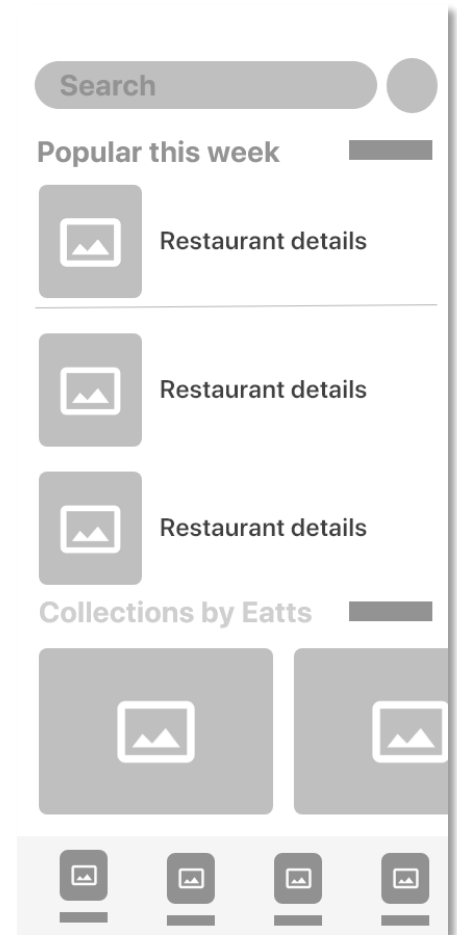 Search
Popular this week
Restaurant details
Restaurant details
Restaurant details
Collections by Eatts